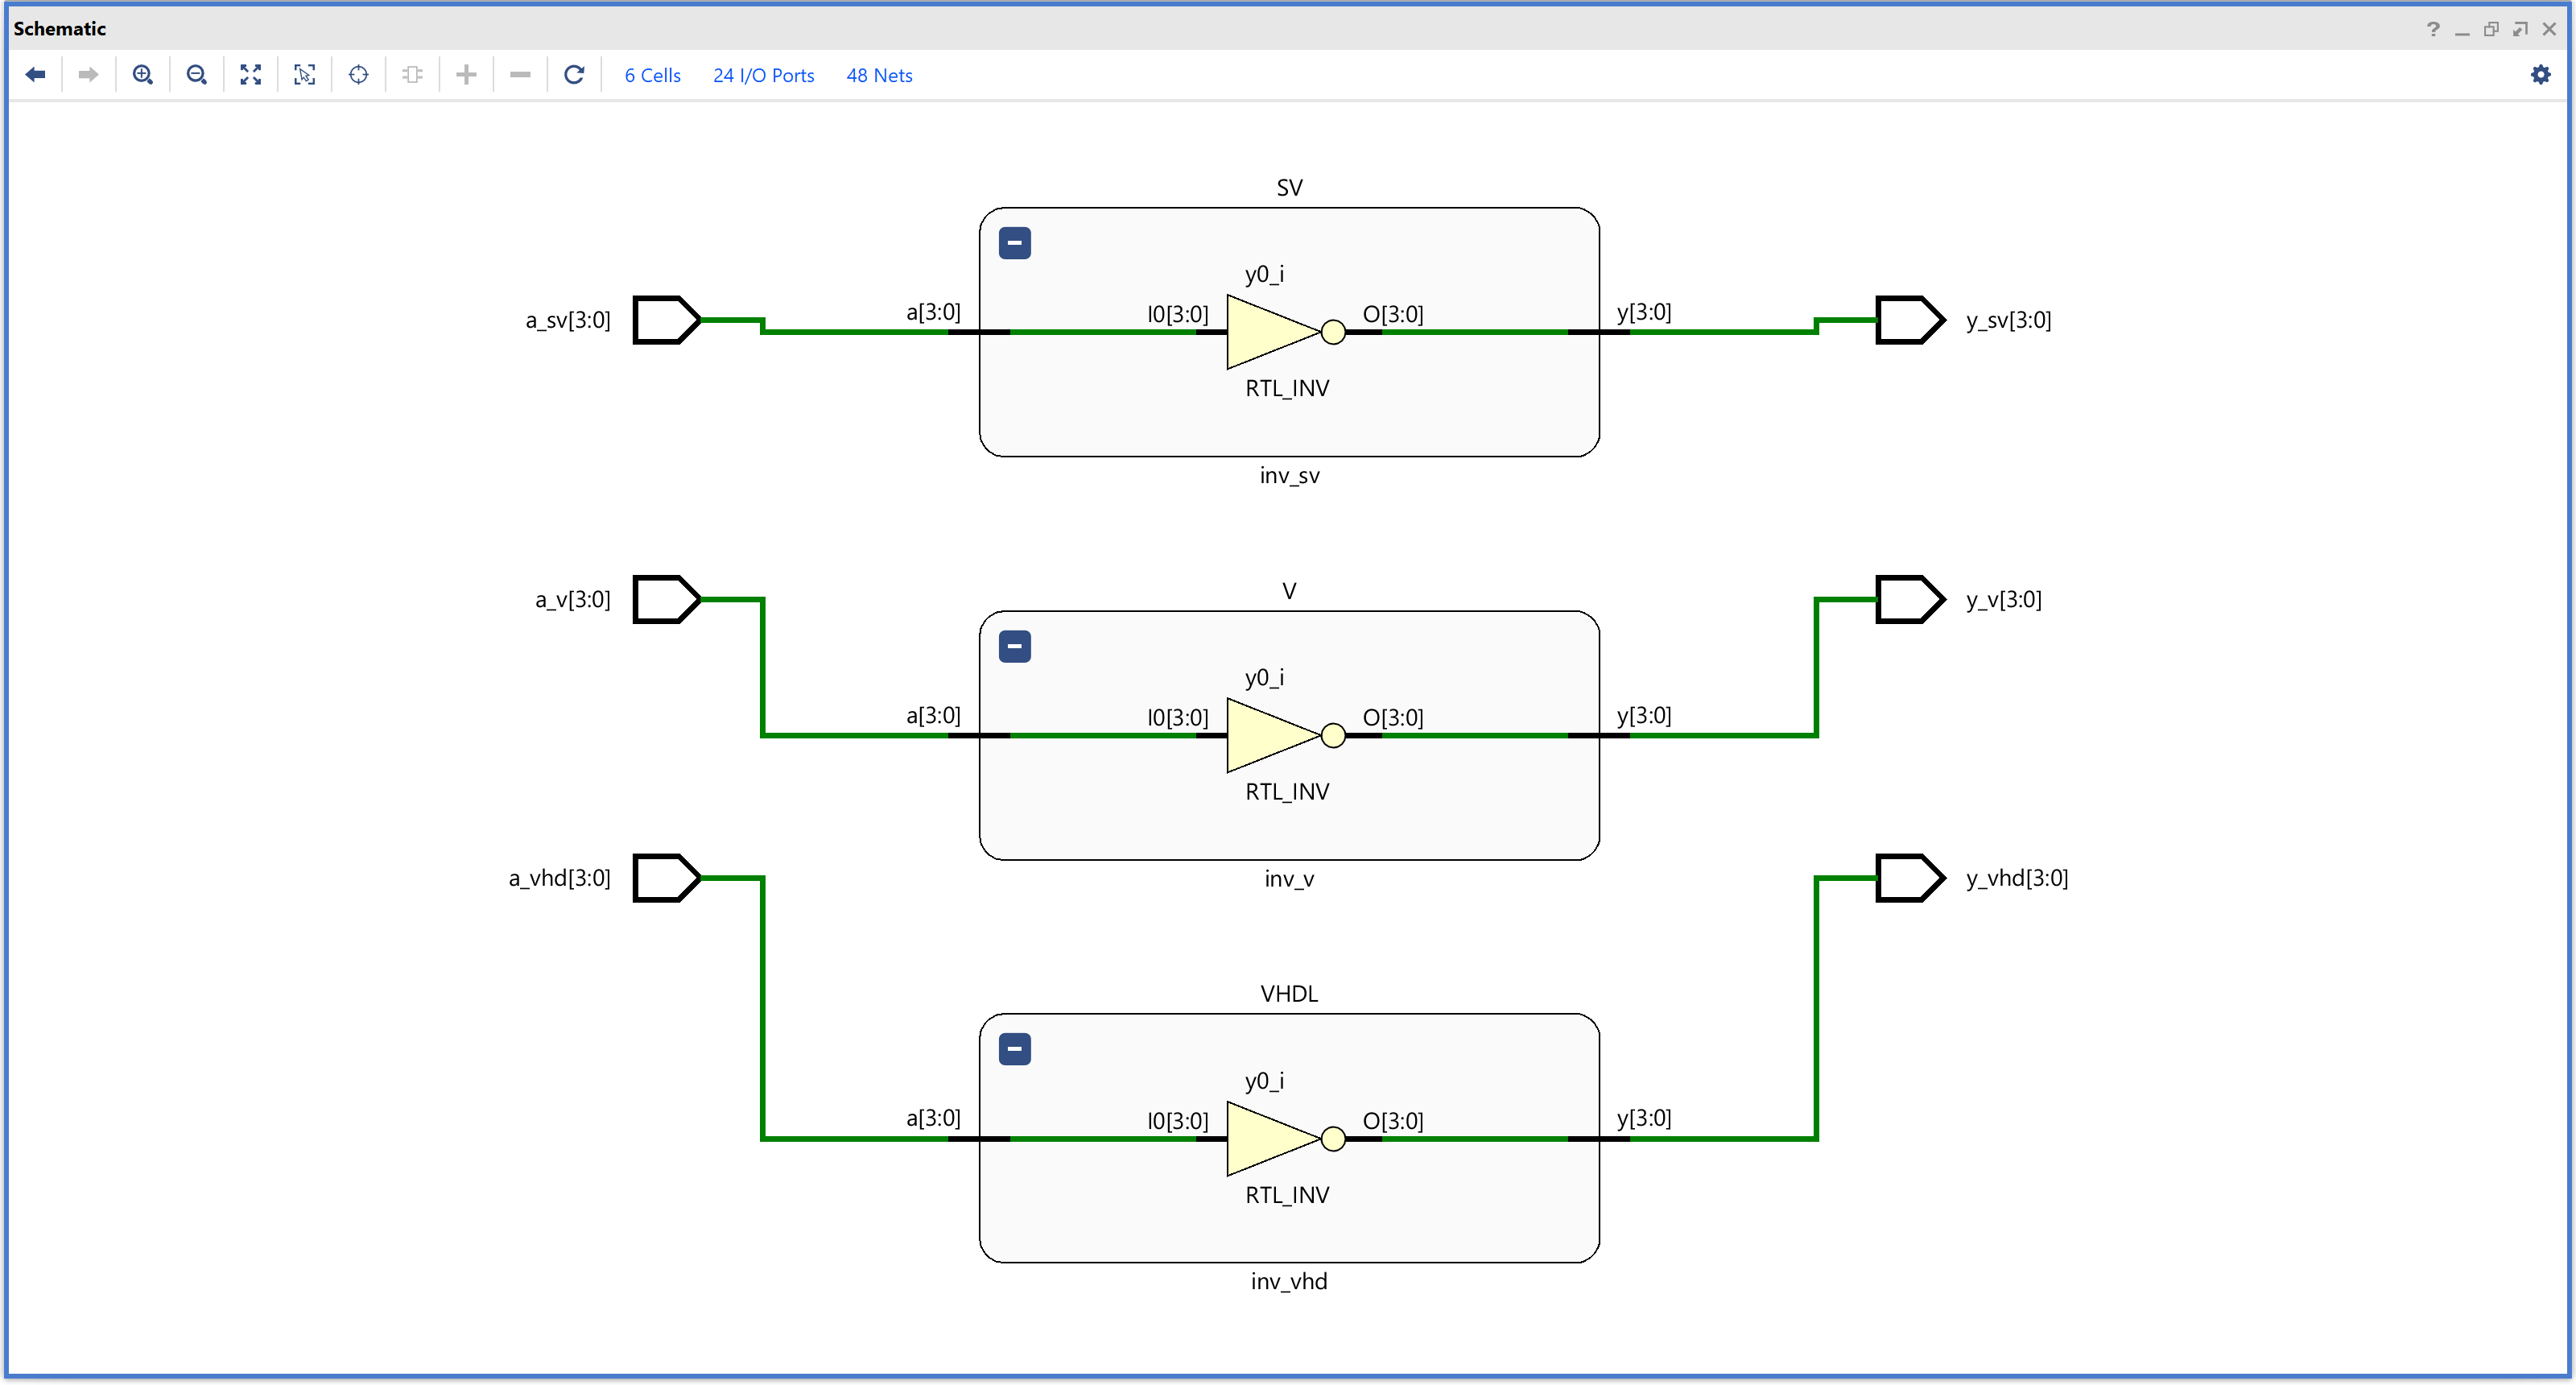 Schematic
6 Cells 24 I/O Ports 48 Nets
SV
y0_i
a_sv[3:0] a[3:0] I0[3:0] O[3:0] y[3:0] y_sv[3:0]
RTL_INV
inv_sv
V
a_v[3:0] y_v[3:0]
y0_i
a[3:0] I0[3:0] O[3:0] y[3:0]
RTL_INV
inv_v
a_vhd[3:0] y_vhd[3:0]
VHDL
y0_i
a[3:0] I0[3:0] O[3:0] y[3:0]
RTL_INV
inv_vhd